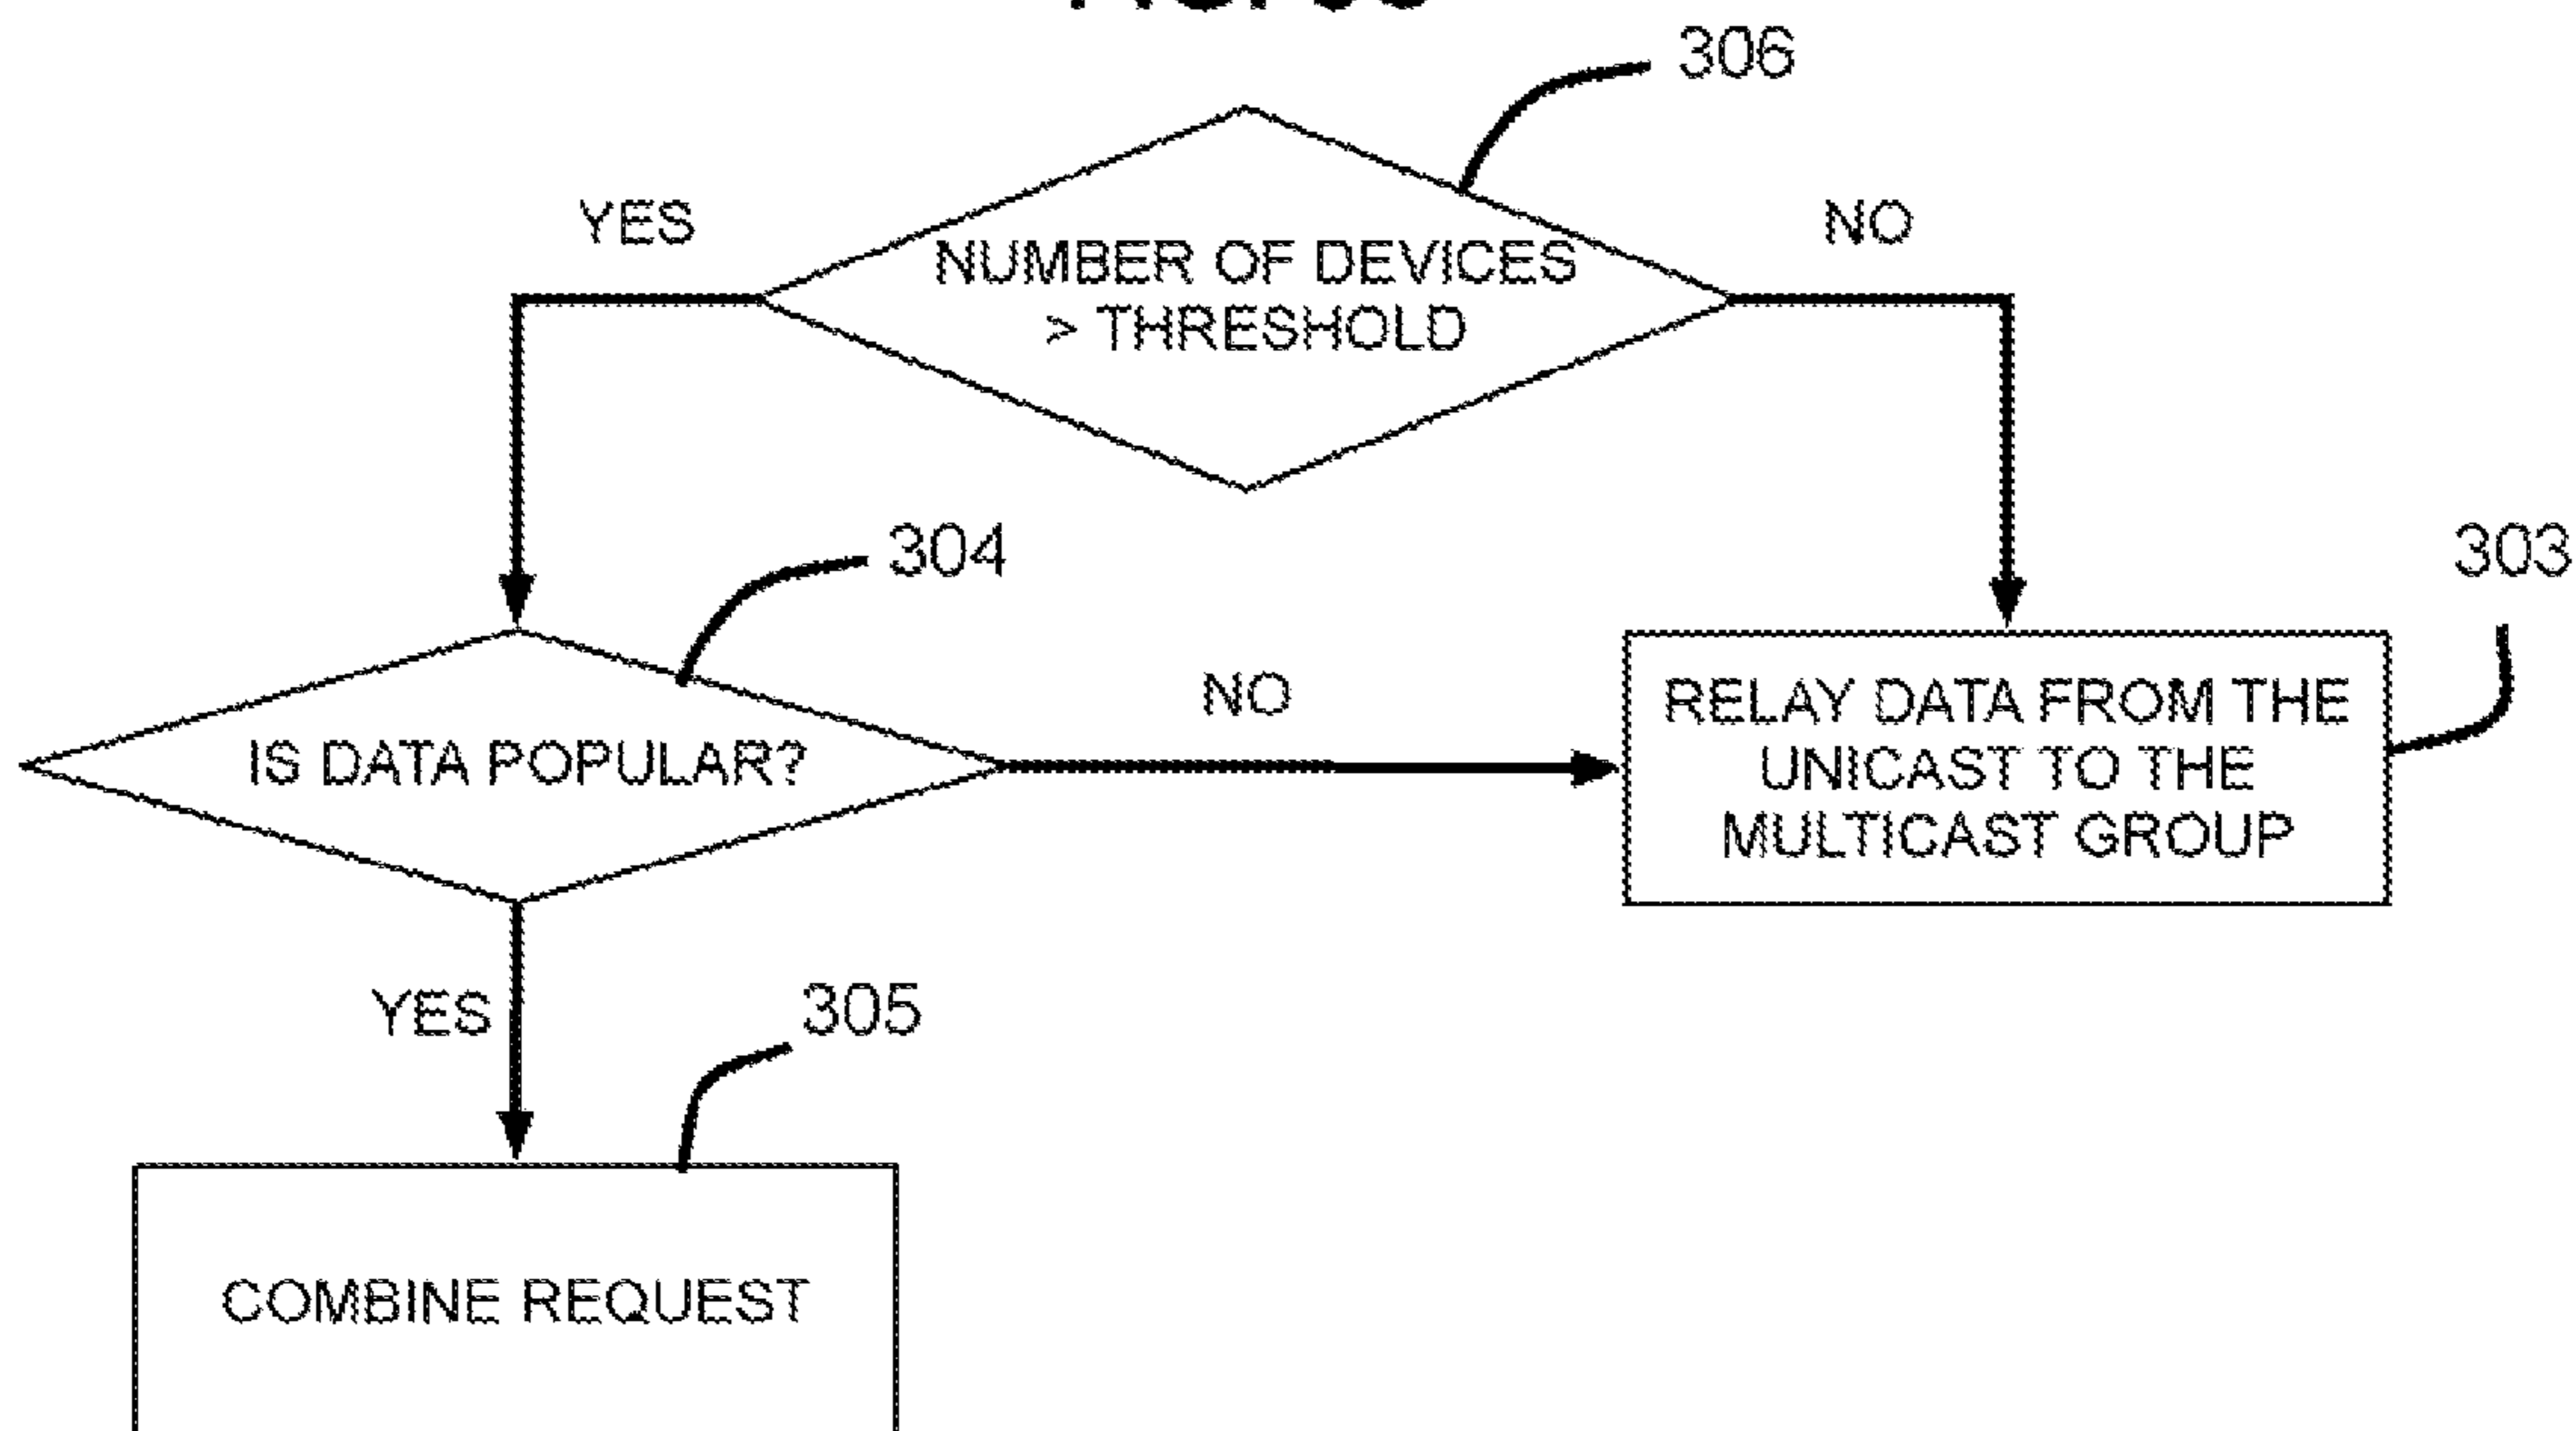 306
YES
NO
NUMBER OF DEVICES
> THRESHOLD
304
303
NO
IS DATA POPULAR?
RELAY DATA FROM THE
UNICAST TO THE
MULTICAST GROUP
YES
305
COMBINE REQUEST